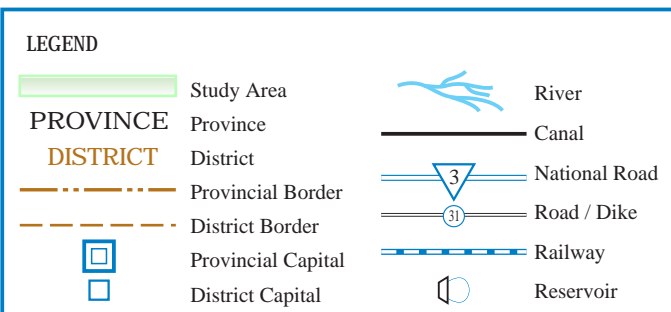 LEGEND
Study Area
PROVINCE Province
DISTRICT District
Provincial Border
District Border
Provincial Capital
District Capital
River
Canal
3 National Road
31 Road / Dike
Railway
Reservoir